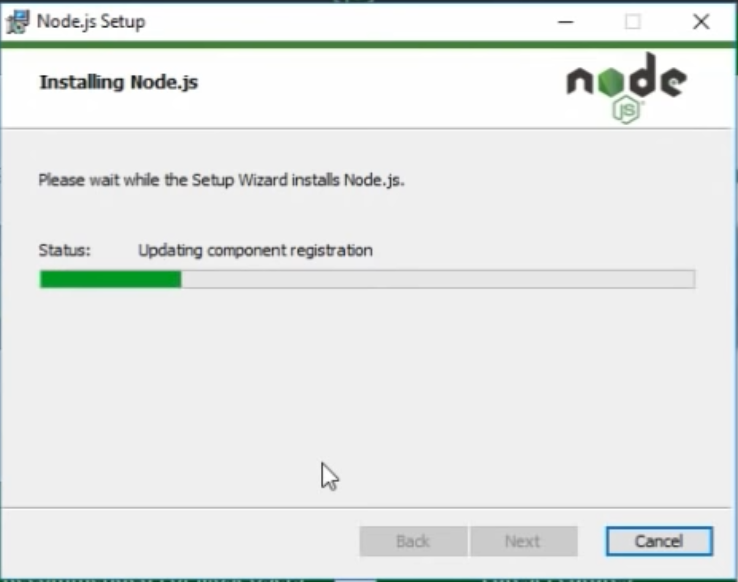 Node.js Setup
Installing Node.js
node
JS
Please wait while the Setup Wizard installs Node.js.
Status: Updating component registration
Back Next Cancel